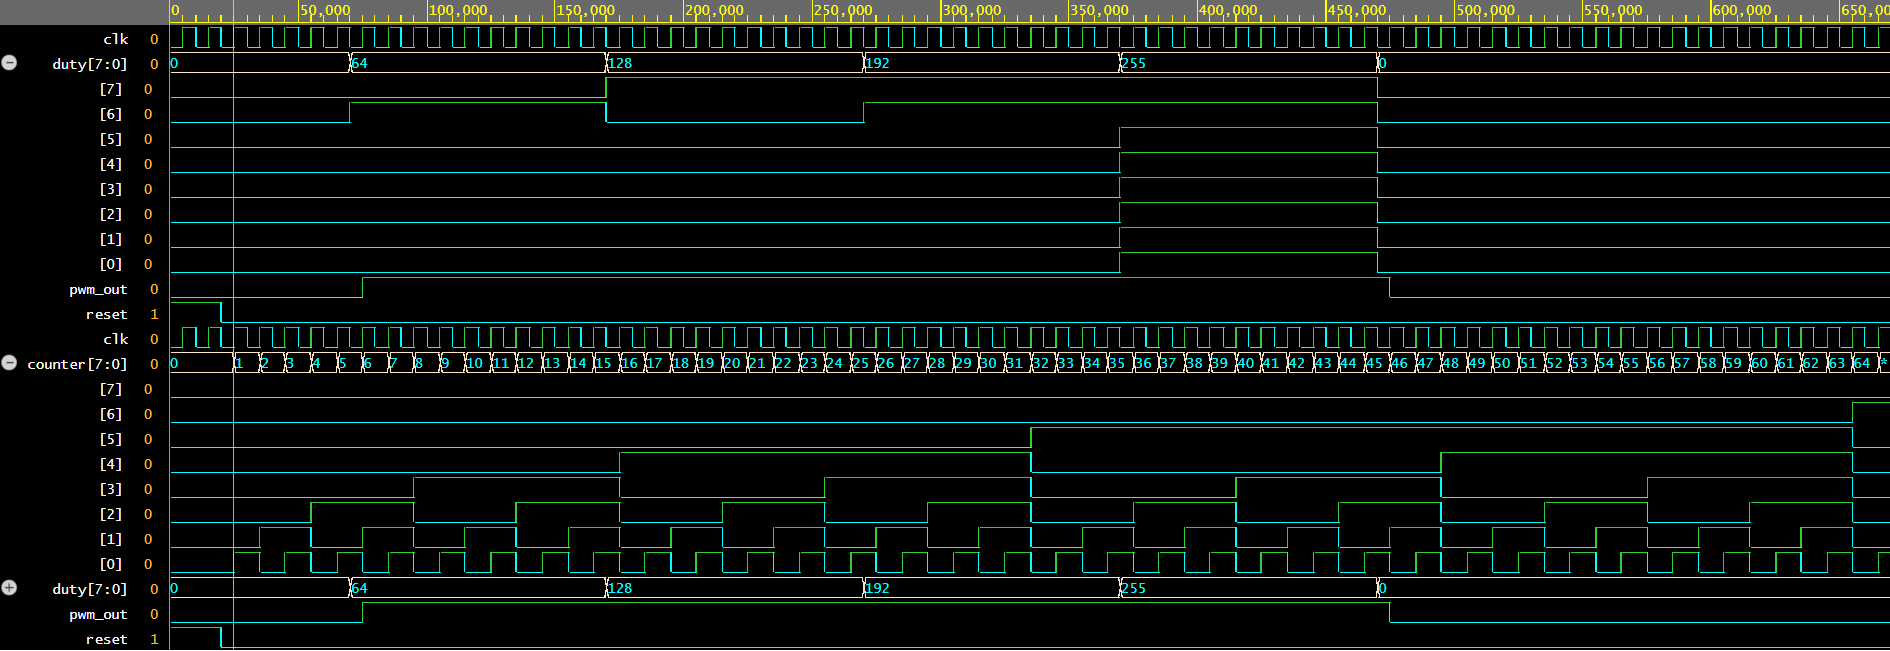 0 50,000 100,000 150,000 200,000 250,000 300,000 350,000 400,000 450,000 500,000 550,000 600,000 650,00
clk 0
duty[7:0] 0 0 64 128 192 255 0
[7] 0
[6] 0
[5] 0
[4] 0
[3] 0
[2] 0
[1] 0
[0] 0
pwm_out 0
reset 1
clk 0
counter[7:0] 0 0 1 2 3 4 5 6 7 8 9 10 11 12 13 14 15 16 17 18 19 20 21 22 23 24 25 26 27 28 29 30 31 32 33 34 35 36 37 38 39 40 41 42 43 44 45 46 47 48 49 50 51 52 53 54 55 56 57 58 59 60 61 62 63 64 *
[7] 0
[6] 0
[5] 0
[4] 0
[3] 0
[2] 0
[1] 0
[0] 0
duty[7:0] 0 0 64 128 192 255 0
pwm_out 0
reset 1